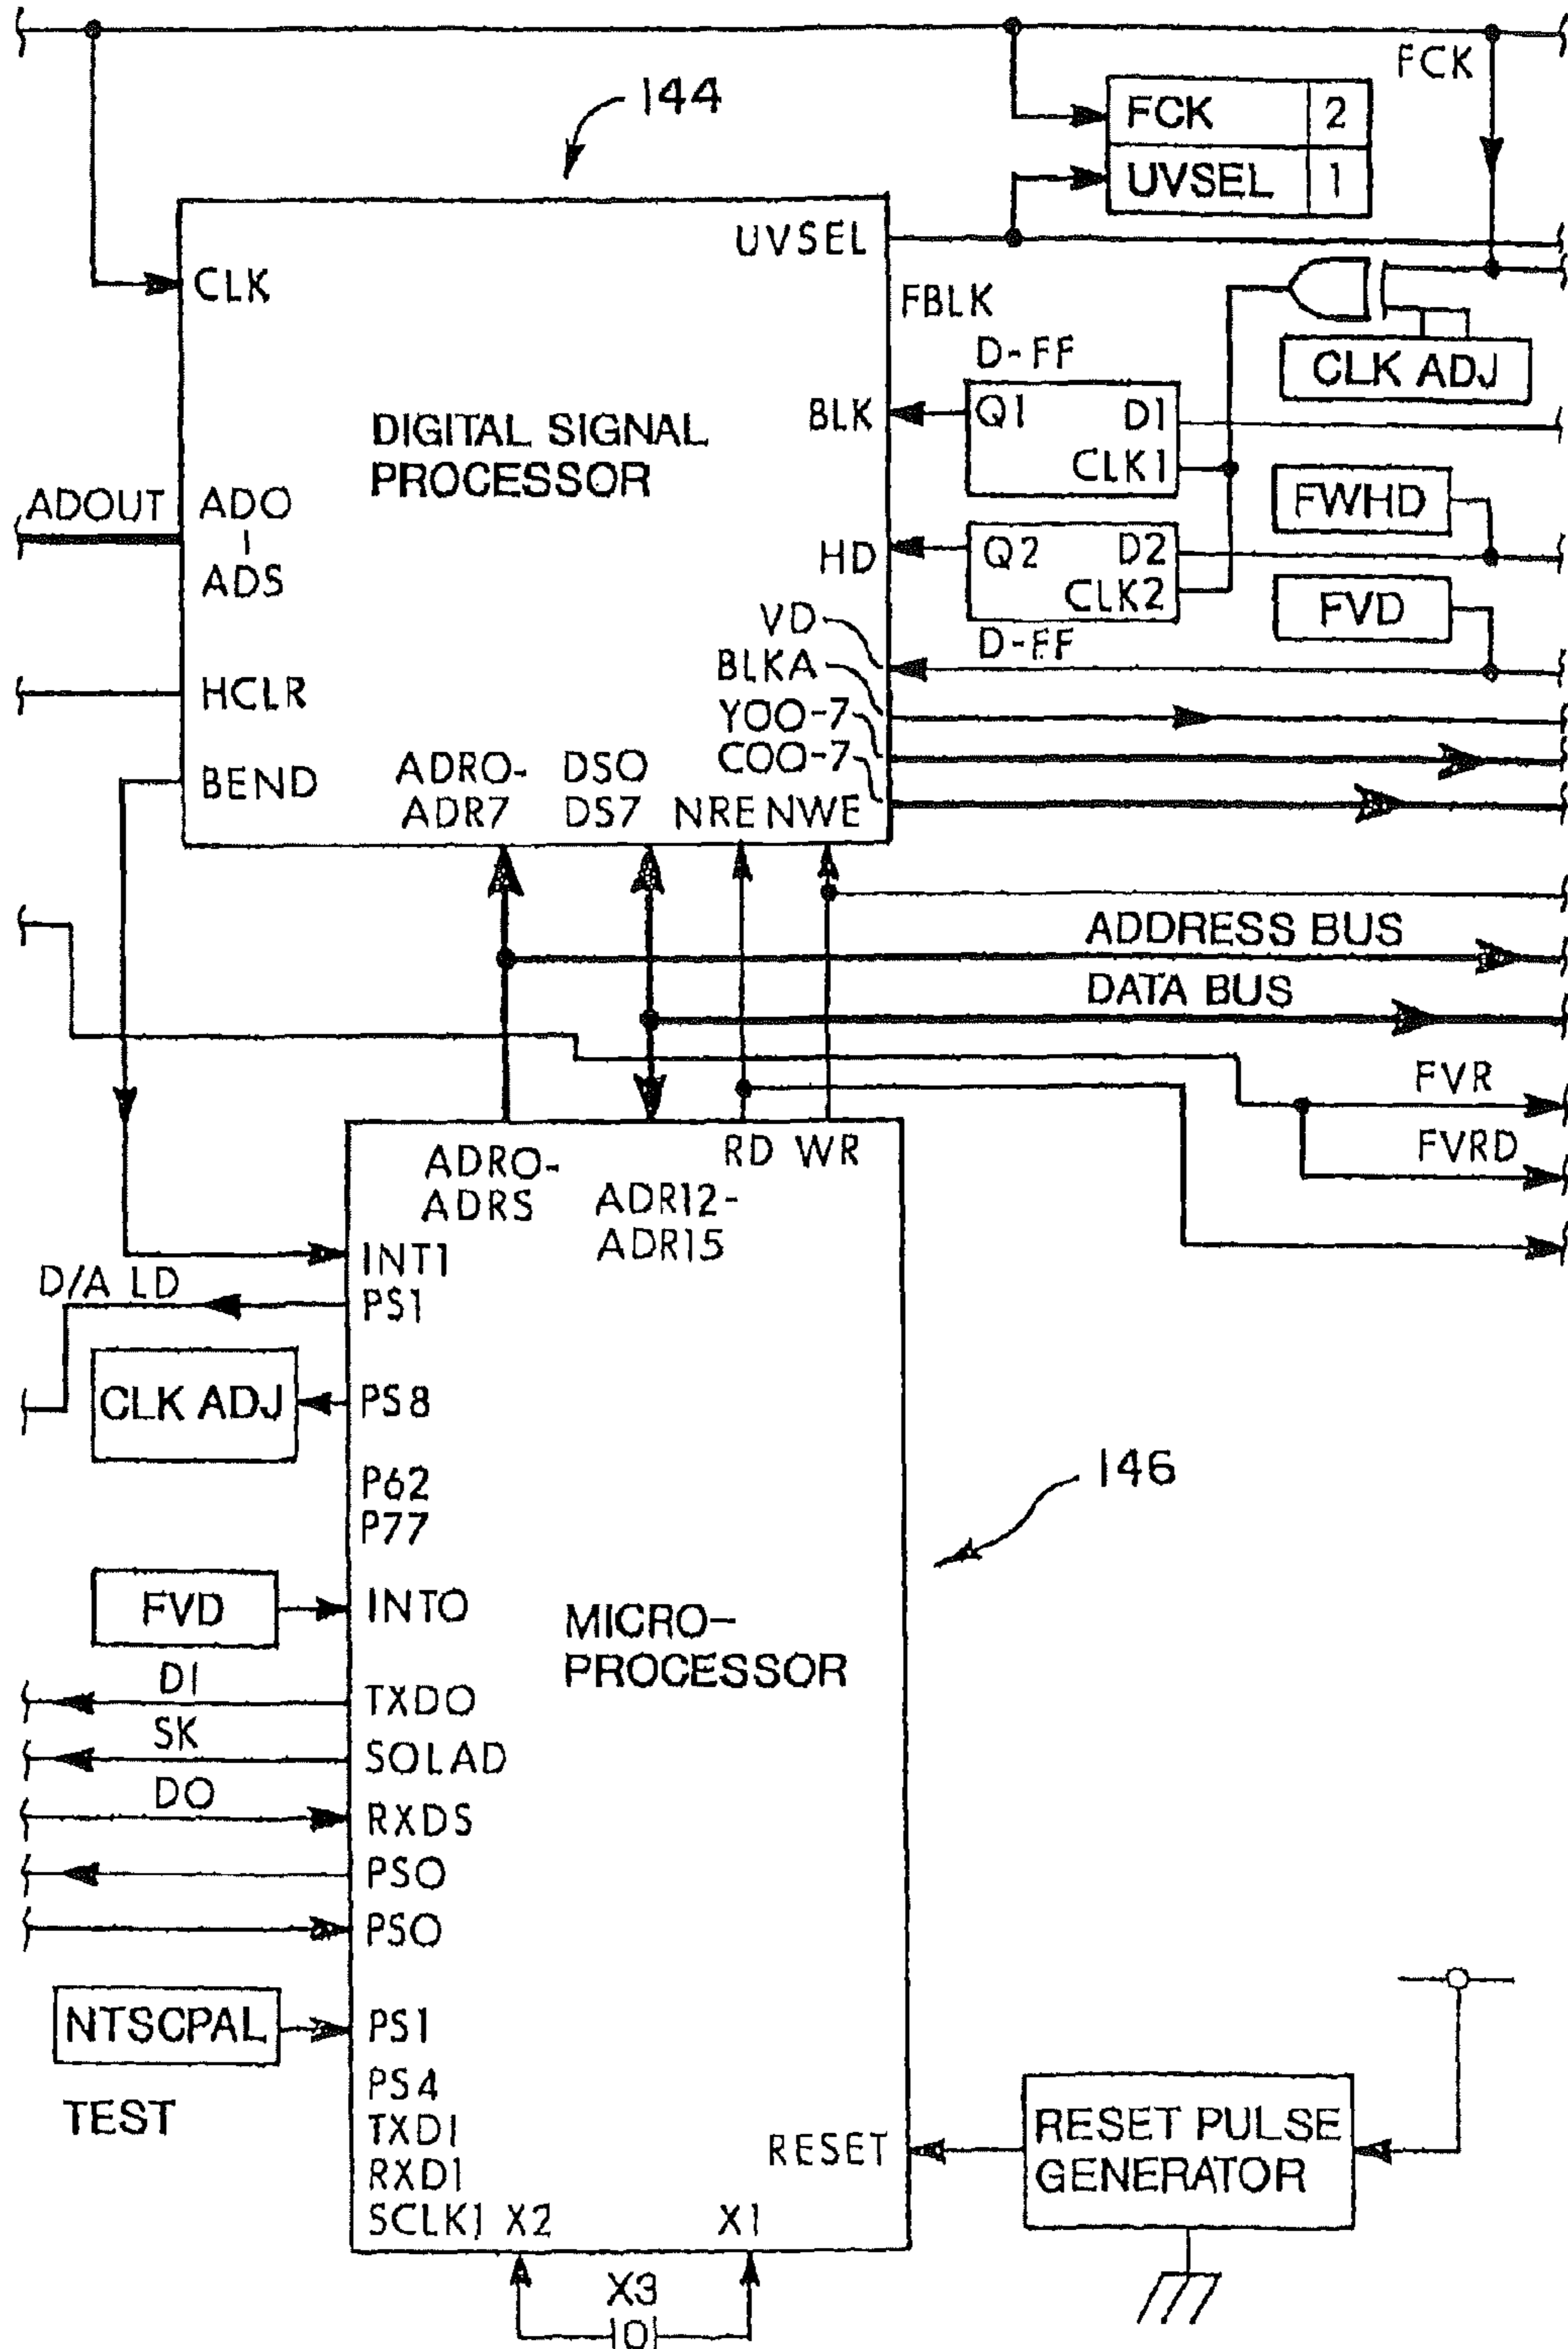 FCK
144
FCK 2
UVSEL 1
UVSEL
CLK
FBLK
D-FF
CLK ADJ
BLK
Q1 D1
CLK1
DIGITAL SIGNAL
PROCESSOR
ADOUT
ADO
ADS
FWHD
HD
Q2 D2
CLK2
FVD
D-FF
VD
BLKA
YOO-7
COO-7
HCLR
BEND
ADRO-
ADR7
DSO
DS7
NRE NWE
ADDRESS BUS
DATA BUS
FVR
FVRD
ADRO-
ADRS
ADR12-
ADR15
RD WR
INT1
D/A LD
PS1
CLK ADJ
PS8
146
P62
P77
FVD
INTO
MICRO-
PROCESSOR
DI
TXDO
SK
SOLAD
DO
RXDS
PSO
PSO
NTSCPAL
PS1
TEST
PS4
TXD1
RXD1
SCLK1 X2 X1
RESET
RESET PULSE
GENERATOR
X3